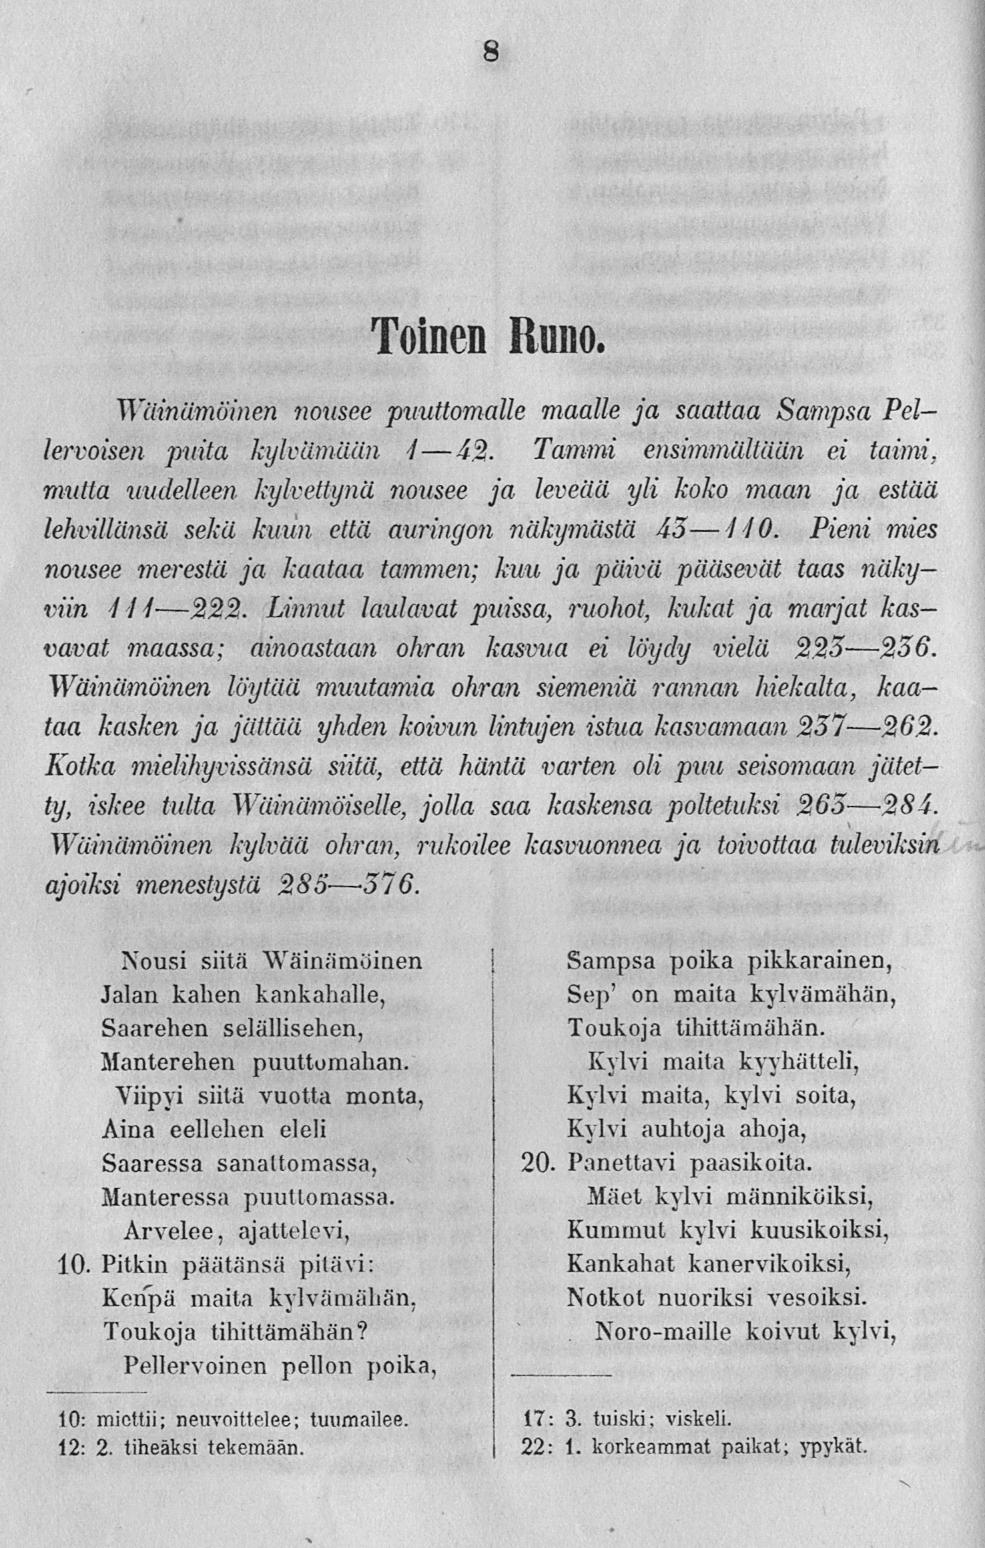 8
Toinen Runo.
Wäinämöinen nousee puuttomalle maalle ja saattaa Sampsa Pel-
lervoisen puita kylvämään 1—42. Tammi ensimmältään ei taimi,
mutta uudelleen kylvettynä nousee ja leveää yli koko maan ja estää
lehvillänsä sekä kuun että auringon näkymästä 43—110. Pieni mies
nousee merestä ja kaataa tammen; kuu ja päivä pääsevät taas näky-
viin 111—222. Linnut laulavat puissa, ruohot, kukat ja marjat kas-
vavat maassa; ainoastaan ohran kasvua ei löydy vielä 223—236.
Wäinämöinen löytää muutamia ohran siemeniä rannan hiekalta, kaa-
taa kasken ja jättää yhden koivun lintujen istua kasvamaan 237—262.
Kotka mielihyvissänsä siitä, että häntä varten oli puu seisomaan jätet-
ty, iskee tulta Wäinämöiselle, jolla saa kaskensa poltetuksi 263—284.
Wäinämöinen kylvää ohran, rukoilee kasvuonnea ja toivottaa tuleviksin
ajoiksi menestystä 285—376.
Nousi siitä Wäinämöinen
Jalan kahen kankahalle,
Saarehen selällisehen,
Manterehen puuttomahan.
Viipyi siitä vuotta monta,
Aina eellehen eleli
Saaressa sanattomassa,
Manteressa puuttomassa.
Arvelee, ajattelevi,
10. Pitkin päätänsä pitävi:
Kenpä maita kylvämähän,
Toukoja tihittämähän?
Pellervoinen pellon poika,
10: miettii; neuvoittelee; tuumailee.
12: 2. tiheäksi tekemään.
Sampsa poika pikkarainen,
Sep' on maita kylvämähän,
Toukoja tihittämähän.
Kylvi maita kyyhätteli,
Kylvi maita, kylvi soita,
Kylvi auhtoja ahoja,
20. Panettavi paasikoita.
Mäet kylvi männiköiksi,
Kummut kylvi kuusikoiksi,
Kankahat kanervikoiksi,
Notkot nuoriksi vesoiksi.
Noro-maille koivut kylvi,
17: 3. tuiski; viskeli.
22: 1. korkeammat paikat; ypykät.